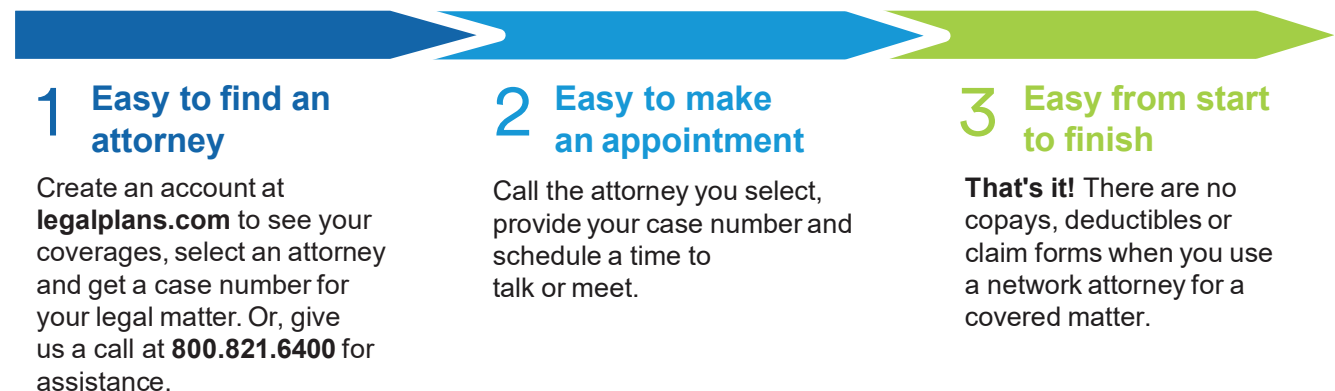 1 Easy to find an
attorney
Create an account at
legalplans.com to see your
coverages, select an attorney
and get a case number for
your legal matter. Or, give
us a call at 800.821.6400 for
assistance.
2 Easy to make
an appointment
Call the attorney you select,
provide your case number and
schedule a time to
talk or meet.
3 Easy from start
to finish
That's it! There are no
copays, deductibles or
claim forms when you use
a network attorney for a
covered matter.